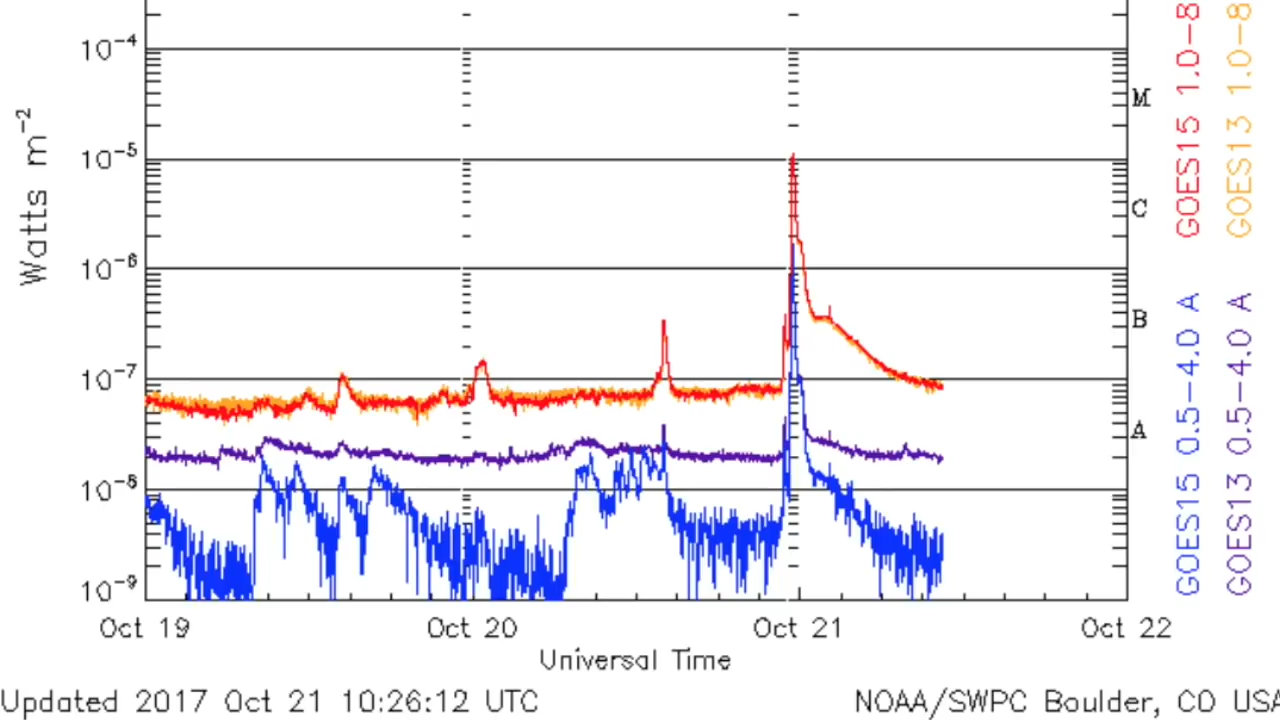 10⁻⁴
10⁻⁵
10⁻⁶
10⁻⁷
10⁻⁸
10⁻⁹
Watts m⁻²
M
C
B
A
GOES15 0.5-4.0 A GOES15 1.0-8
GOES13 0.5-4.0 A GOES13 1.0-8
Oct 19 Oct 20 Oct 21 Oct 22
Universal Time
Updated 2017 Oct 21 10:26:12 UTC NOAA/SWPC Boulder, CO USA